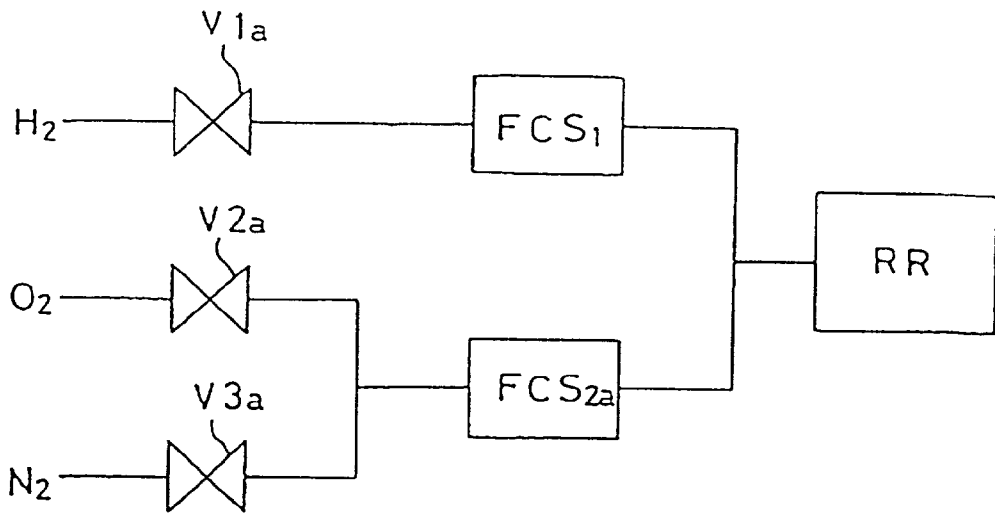 V1a
H2
FCS1
V2a
RR
O2
FCS2a
V3a
N2